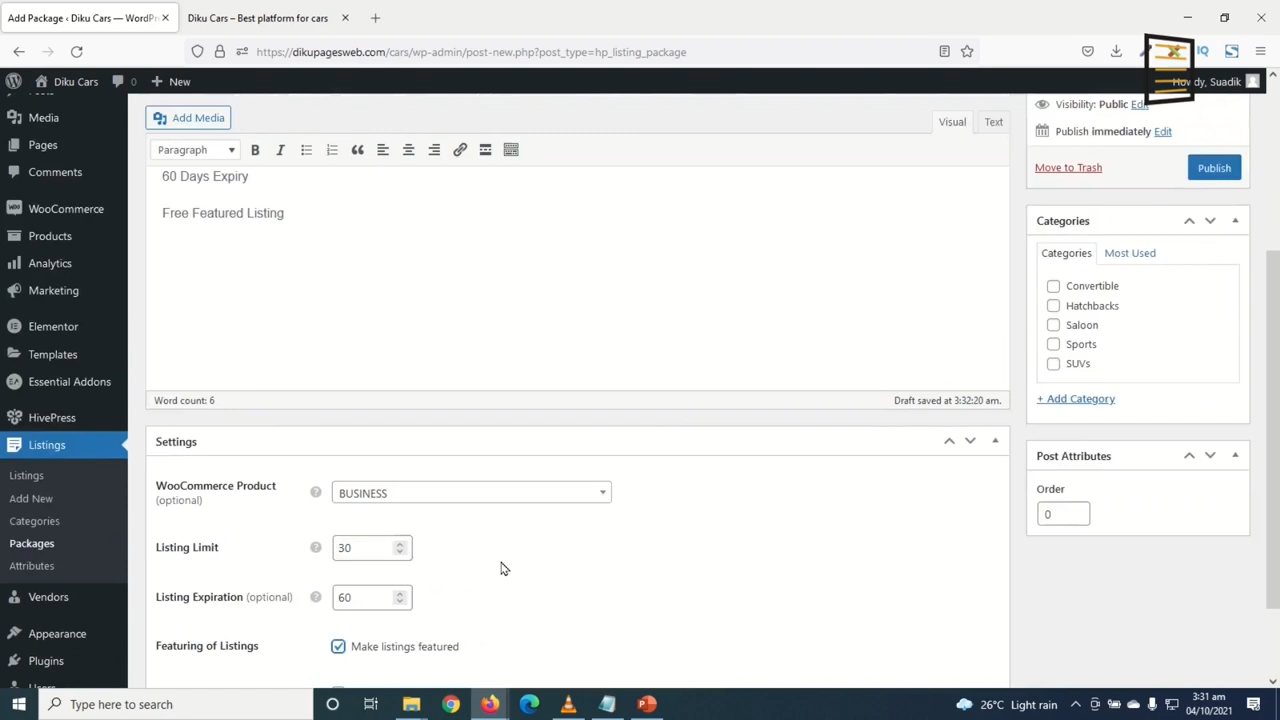 Add Package ‹ Diku Cars — WordPr
Diku Cars – Best platform for cars
https://dikupagesweb.com/cars/wp-admin/post-new.php?post_type=hp_listing_package
IQ
Diku Cars
0
New
Howdy, Suadik
Media
Pages
Comments
WooCommerce
Products
Analytics
Marketing
Elementor
Templates
Essential Addons
HivePress
Listings
Listings
Add New
Categories
Packages
Attributes
Vendors
Appearance
Plugins
Users
Add Media
Visual
Text
Paragraph
60 Days Expiry
Free Featured Listing
Word count: 6
Draft saved at 3:32:20 am.
Settings
WooCommerce Product
(optional)
BUSINESS
Listing Limit
30
Listing Expiration (optional)
60
Featuring of Listings
Make listings featured
Visibility: Public Edit
Publish immediately Edit
Move to Trash
Publish
Categories
Categories
Most Used
Convertible
Hatchbacks
Saloon
Sports
SUVs
+ Add Category
Post Attributes
Order
0
Type here to search
26°C Light rain
3:31 am
04/10/2021